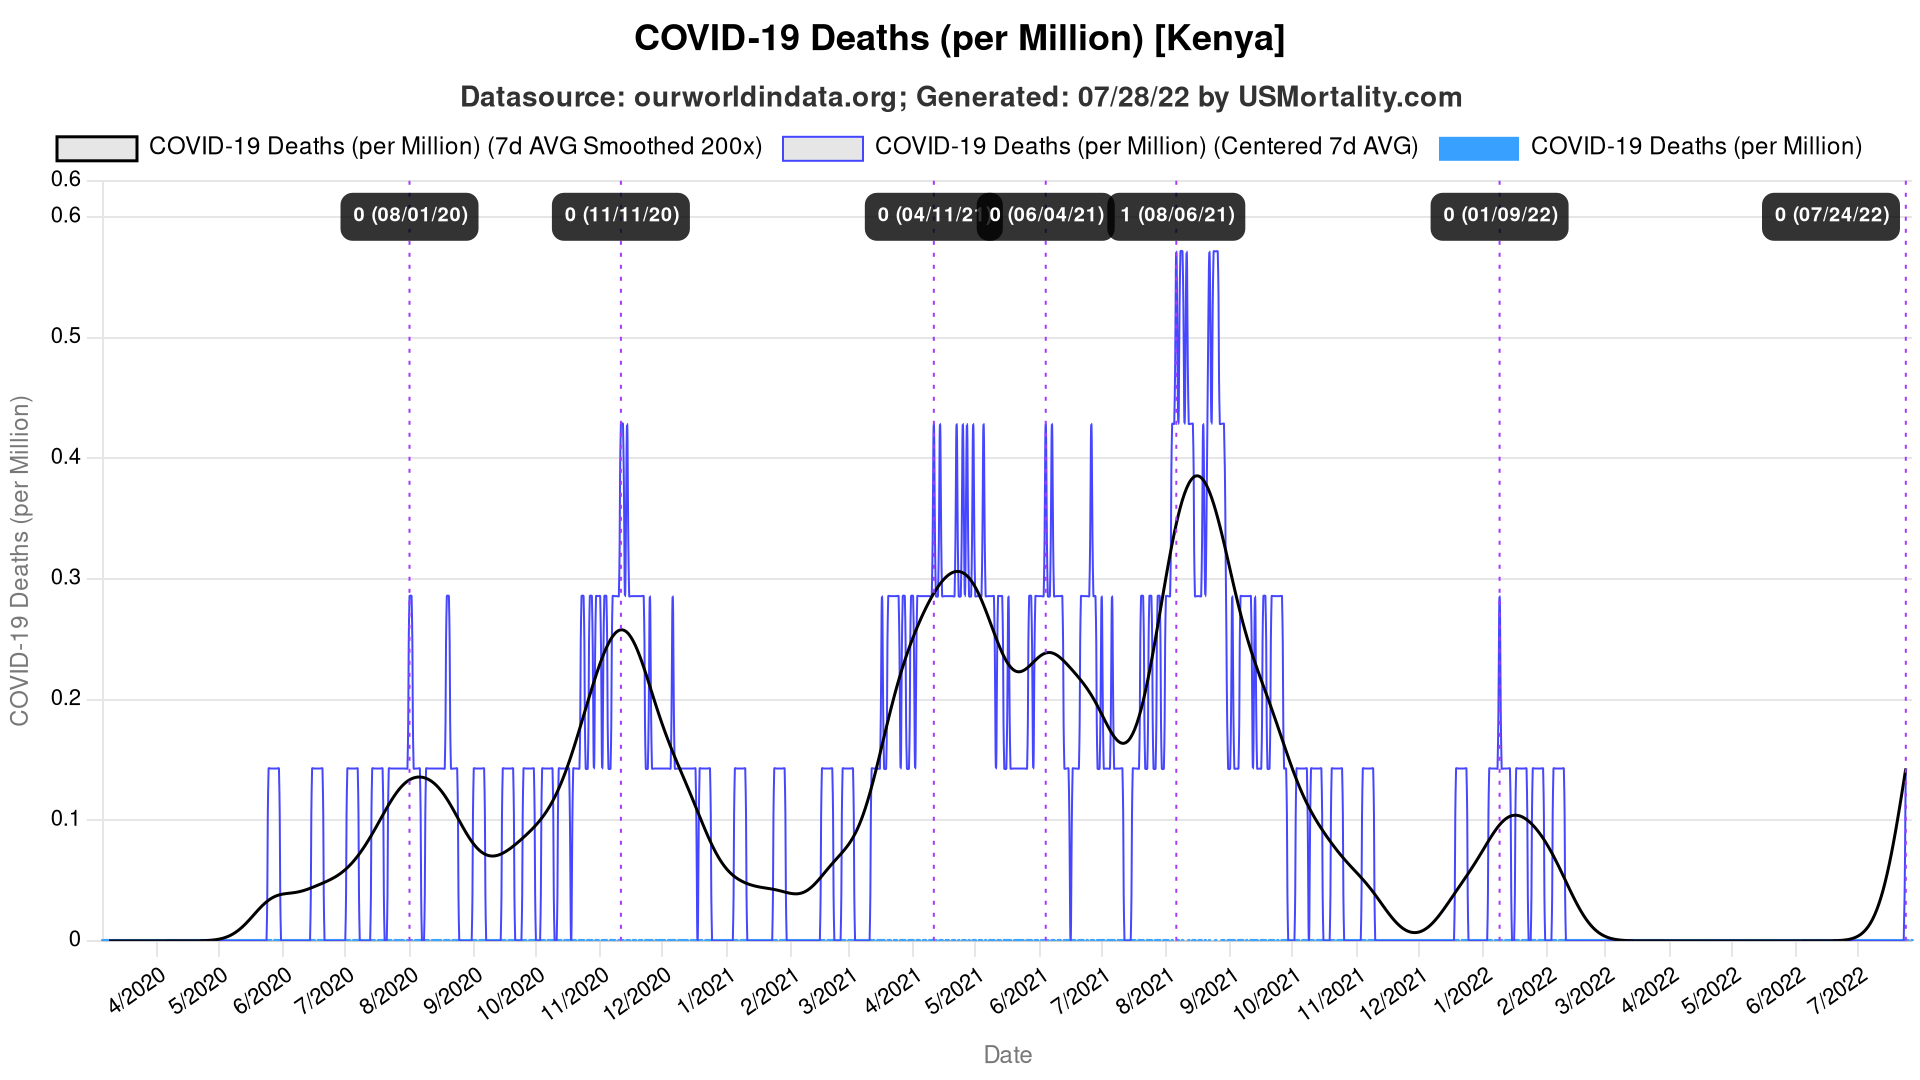 COVID-19 Deaths (per Million) [Kenya]
Datasource: ourworldindata.org; Generated: 07/28/22 by USMortality.com
COVID-19 Deaths (per Million) (7d AVG Smoothed 200x) COVID-19 Deaths (per Million) (Centered 7d AVG) COVID-19 Deaths (per Million)
0.6
0.6
0 (08/01/20) 0 (11/11/20) 0 (04/11/21) 0 (06/04/21) 1 (08/06/21) 0 (01/09/22) 0 (07/24/22)
0.5
0.4
0.3
0.2
0.1
0
COVID-19 Deaths (per Million)
4/2020 5/2020 6/2020 7/2020 8/2020 9/2020 10/2020 11/2020 12/2020 1/2021 2/2021 3/2021 4/2021 5/2021 6/2021 7/2021 8/2021 9/2021 10/2021 11/2021 12/2021 1/2022 2/2022 3/2022 4/2022 5/2022 6/2022 7/2022
Date